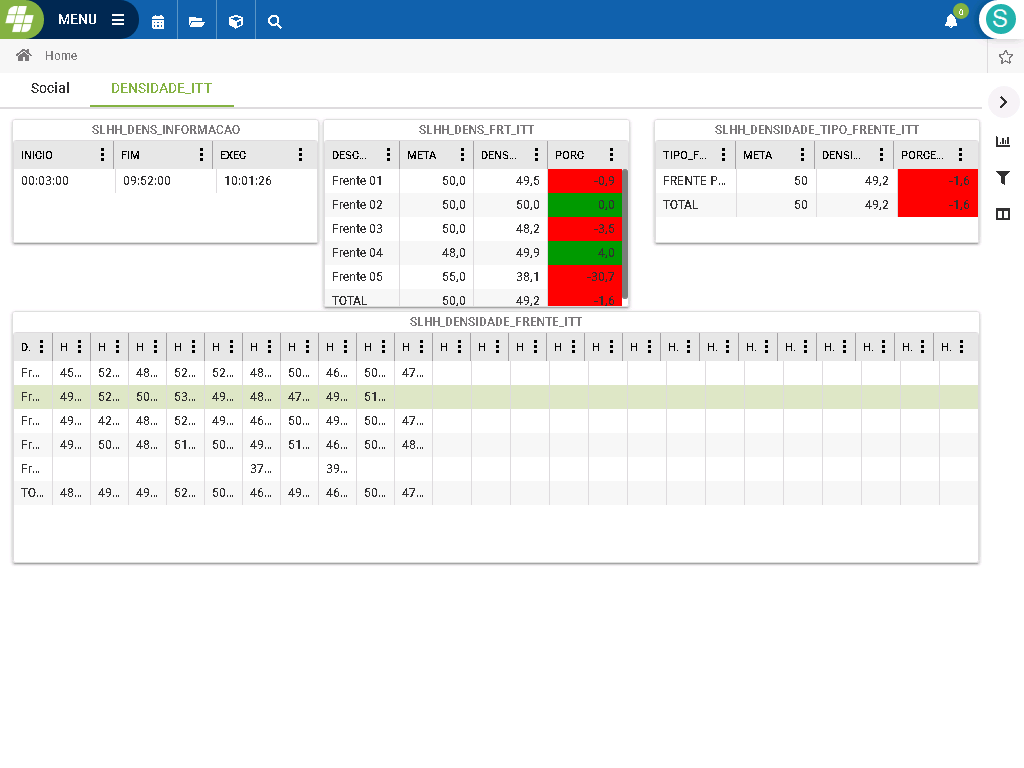 MENU
0
S
Home
Social DENSIDADE_ITT
SLHH_DENS_INFORMACAO
INICIO FIM EXEC
00:03:00 09:52:00 10:01:26
SLHH_DENS_FRT_ITT
DESC... META DENS... PORC
Frente 01 50,0 49,5 -0,9
Frente 02 50,0 50,0 0,0
Frente 03 50,0 48,2 -3,5
Frente 04 48,0 49,9 4,0
Frente 05 55,0 38,1 -30,7
TOTAL 50,0 49,2 -1,6
SLHH_DENSIDADE_TIPO_FRENTE_ITT
TIPO_F... META DENSI... PORCE...
FRENTE P... 50 49,2 -1,6
TOTAL 50 49,2 -1,6
SLHH_DENSIDADE_FRENTE_ITT
D. H H H H H H H H H H H H H H H H H. H. H. H. H. H. H. H.
Fr... 45... 52... 48... 52... 52... 48... 50... 46... 50... 47...
Fr... 49... 52... 50... 53... 49... 48... 47... 49... 51...
Fr... 49... 42... 48... 52... 49... 46... 50... 49... 50... 47...
Fr... 49... 50... 48... 51... 50... 49... 51... 46... 50... 48...
Fr... 37... 39...
TO... 48... 49... 49... 52... 50... 46... 49... 46... 50... 47...